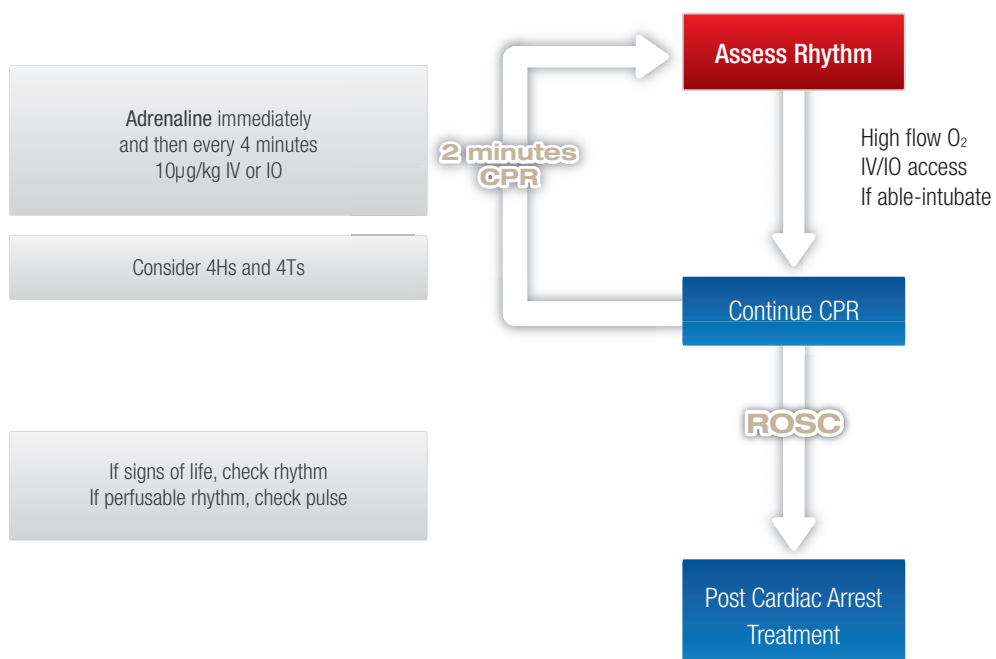 Assess Rhythm
Adrenaline immediately
and then every 4 minutes
10µg/kg IV or IO
2 minutes
CPR
High flow O₂
IV/IO access
If able-intubate
Consider 4Hs and 4Ts
Continue CPR
ROSC
If signs of life, check rhythm
If perfusable rhythm, check pulse
Post Cardiac Arrest
Treatment